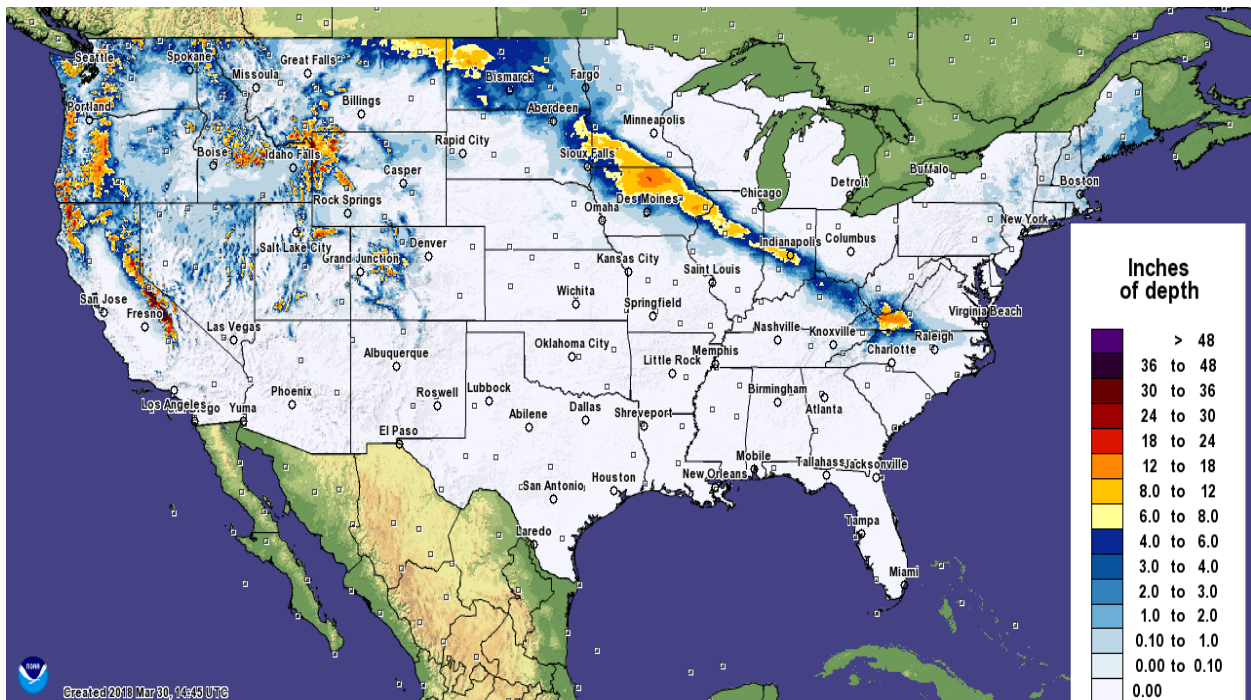 Seattle
Spokane
Great Falls
Missoula
Bismarck
Fargo
Portland
Billings
Aberdeen
Minneapolis
Boise
Idaho Falls
Rapid City
Sioux Falls
Casper
Buffalo
Rock Springs
Chicago
Detroit
Boston
Omaha
Des Moines
New York
Salt Lake City
Denver
Indianapolis
Columbus
Grand Junction
Kansas City
Saint Louis
San Jose
Fresno
Wichita
Springfield
Virginia Beach
Las Vegas
Nashville
Knoxville
Raleigh
Albuquerque
Oklahoma City
Memphis
Charlotte
Little Rock
Los Angeles
go
Yuma
Phoenix
Roswell
Lubbock
Birmingham
Atlanta
Abilene
Dallas
Shreveport
El Paso
Mobile
Tallahass
Jacksonville
San Antonio
Houston
New Orleans
Laredo
Tampa
Miami
Inches
of depth
> 48
36 to 48
30 to 36
24 to 30
18 to 24
12 to 18
8.0 to 12
6.0 to 8.0
4.0 to 6.0
3.0 to 4.0
2.0 to 3.0
1.0 to 2.0
0.10 to 1.0
0.00 to 0.10
0.00
NOAA
Created 2018 Mar 30, 14:45 UTC